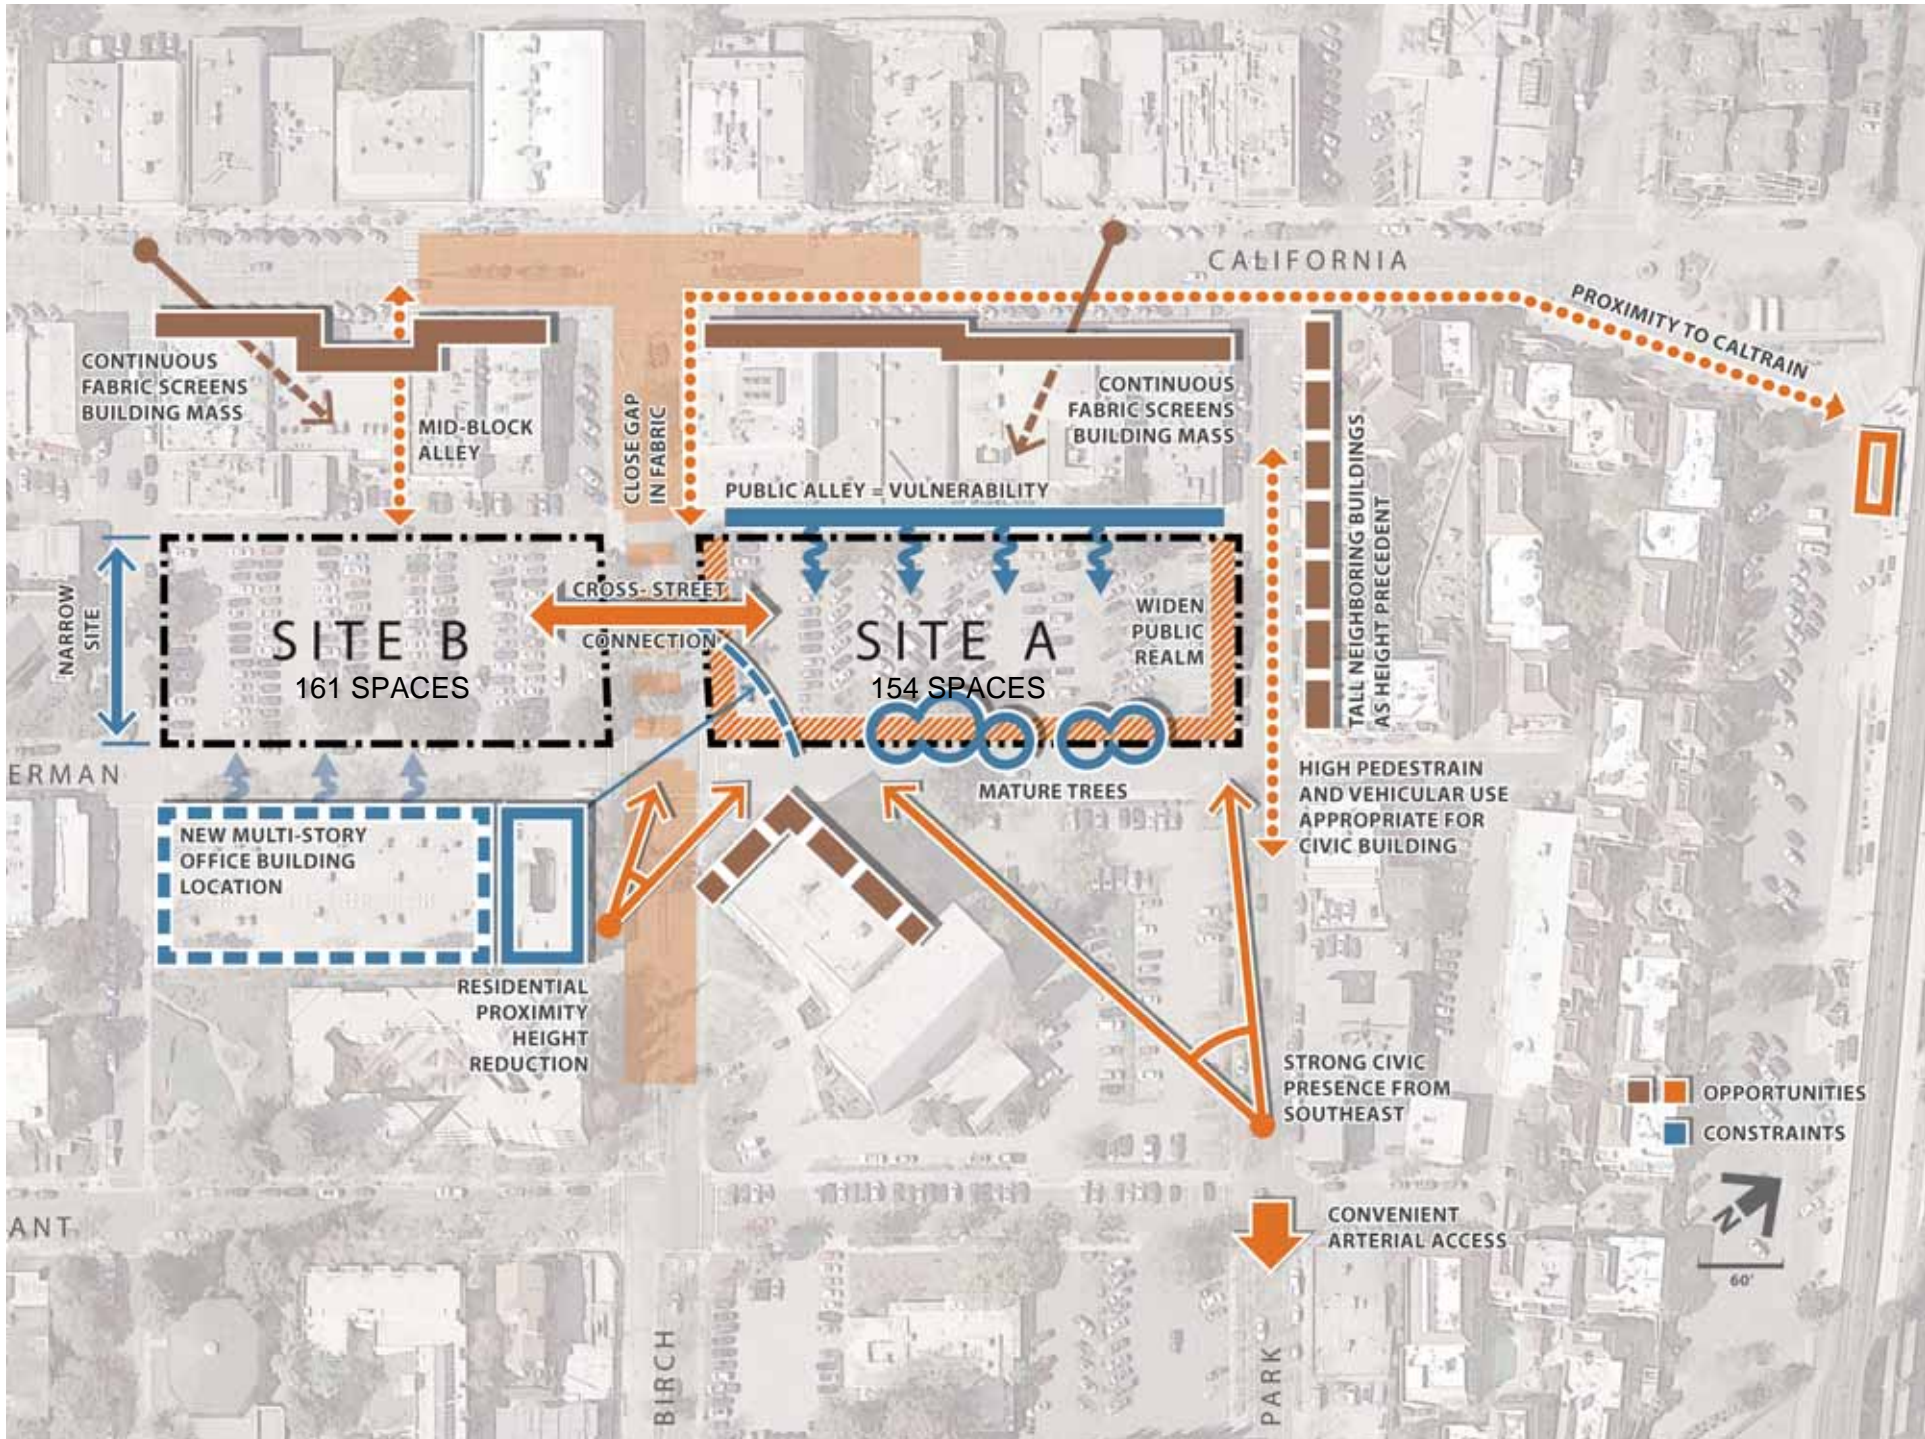 CALIFORNIA
PROXIMITY TO CALTRAIN
CONTINUOUS
FABRIC SCREENS
BUILDING MASS
MID-BLOCK
ALLEY
CLOSE GAP
IN FABRIC
CONTINUOUS
FABRIC SCREENS
BUILDING MASS
PUBLIC ALLEY = VULNERABILITY
TALL NEIGHBORING BUILDINGS
AS HEIGHT PRECEDENT
NARROW
SITE
SITE B
161 SPACES
CROSS- STREET
CONNECTION
SITE A
154 SPACES
WIDEN
PUBLIC
REALM
MATURE TREES
ERMAN
HIGH PEDESTRAIN
AND VEHICULAR USE
APPROPRIATE FOR
CIVIC BUILDING
NEW MULTI-STORY
OFFICE BUILDING
LOCATION
RESIDENTIAL
PROXIMITY
HEIGHT
REDUCTION
STRONG CIVIC
PRESENCE FROM
SOUTHEAST
OPPORTUNITIES
CONSTRAINTS
N
60'
ANT
CONVENIENT
ARTERIAL ACCESS
BIRCH
PARK